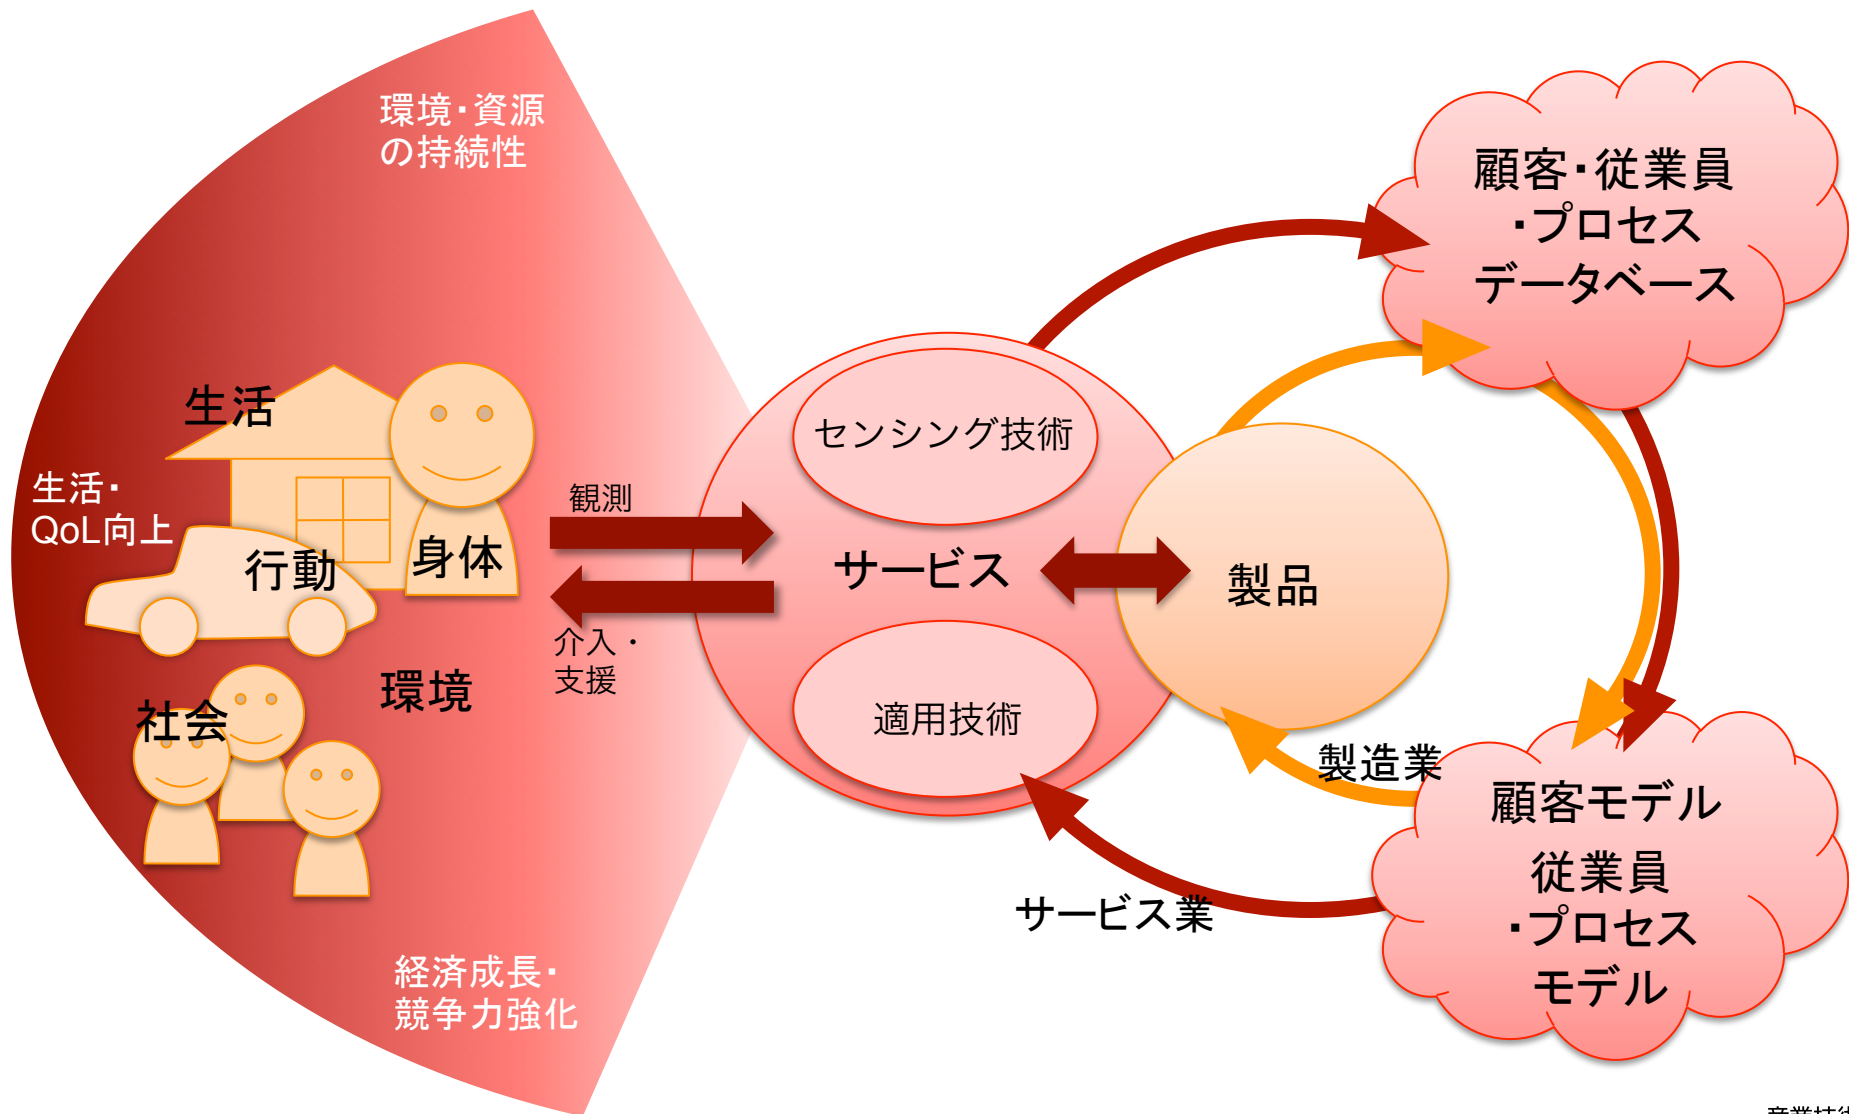 環境・資源
の持続性
顧客・従業員
・プロセス
データベース
生活
センシング技術
生活・
QoL向上
観測
行動
身体
サービス
製品
介入・
支援
環境
社会
適用技術
製造業
顧客モデル
従業員
・プロセス
モデル
サービス業
経済成長・
競争力強化